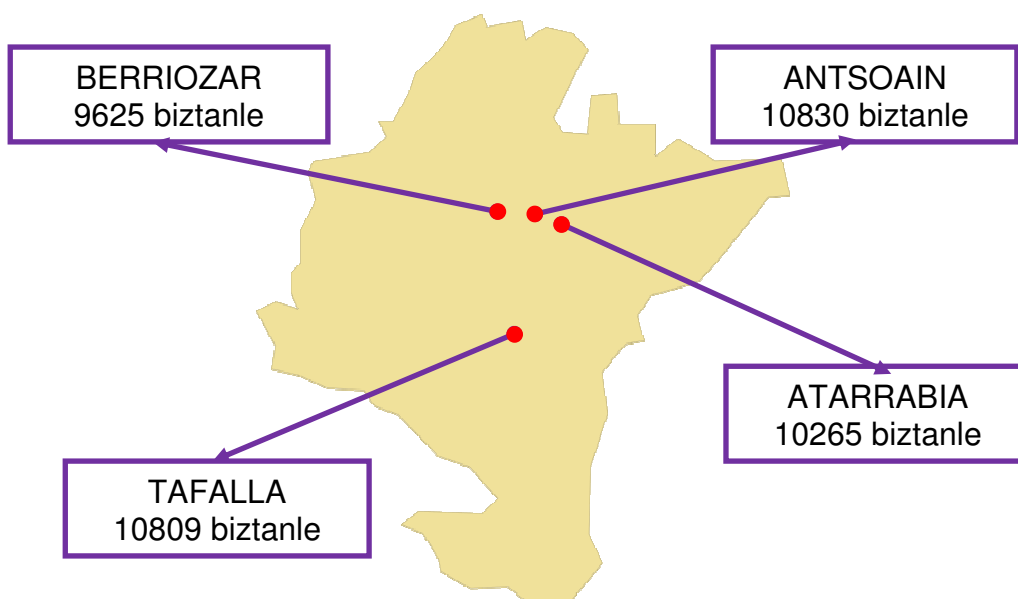 BERRIOZAR
9625 biztanle
ANTSOAIN
10830 biztanle
ATARRABIA
10265 biztanle
TAFALLA
10809 biztanle